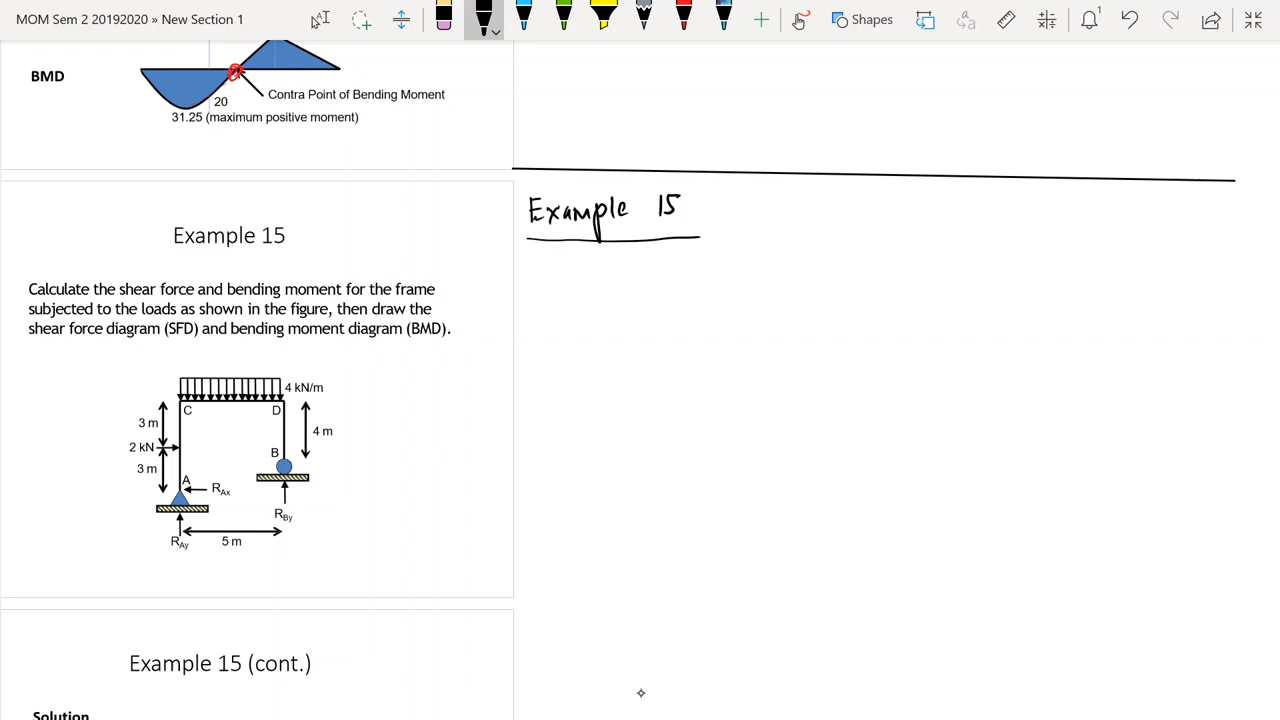 MOM Sem 2 20192020 » New Section 1
Shapes
1
BMD
20
Contra Point of Bending Moment
31.25 (maximum positive moment)
Example 15
Example 15
Calculate the shear force and bending moment for the frame
subjected to the loads as shown in the figure, then draw the
shear force diagram (SFD) and bending moment diagram (BMD).
4 kN/m
C
D
3 m
4 m
2 kN
B
3 m
A
RAx
RBy
RAy
5 m
Example 15 (cont.)
Solution